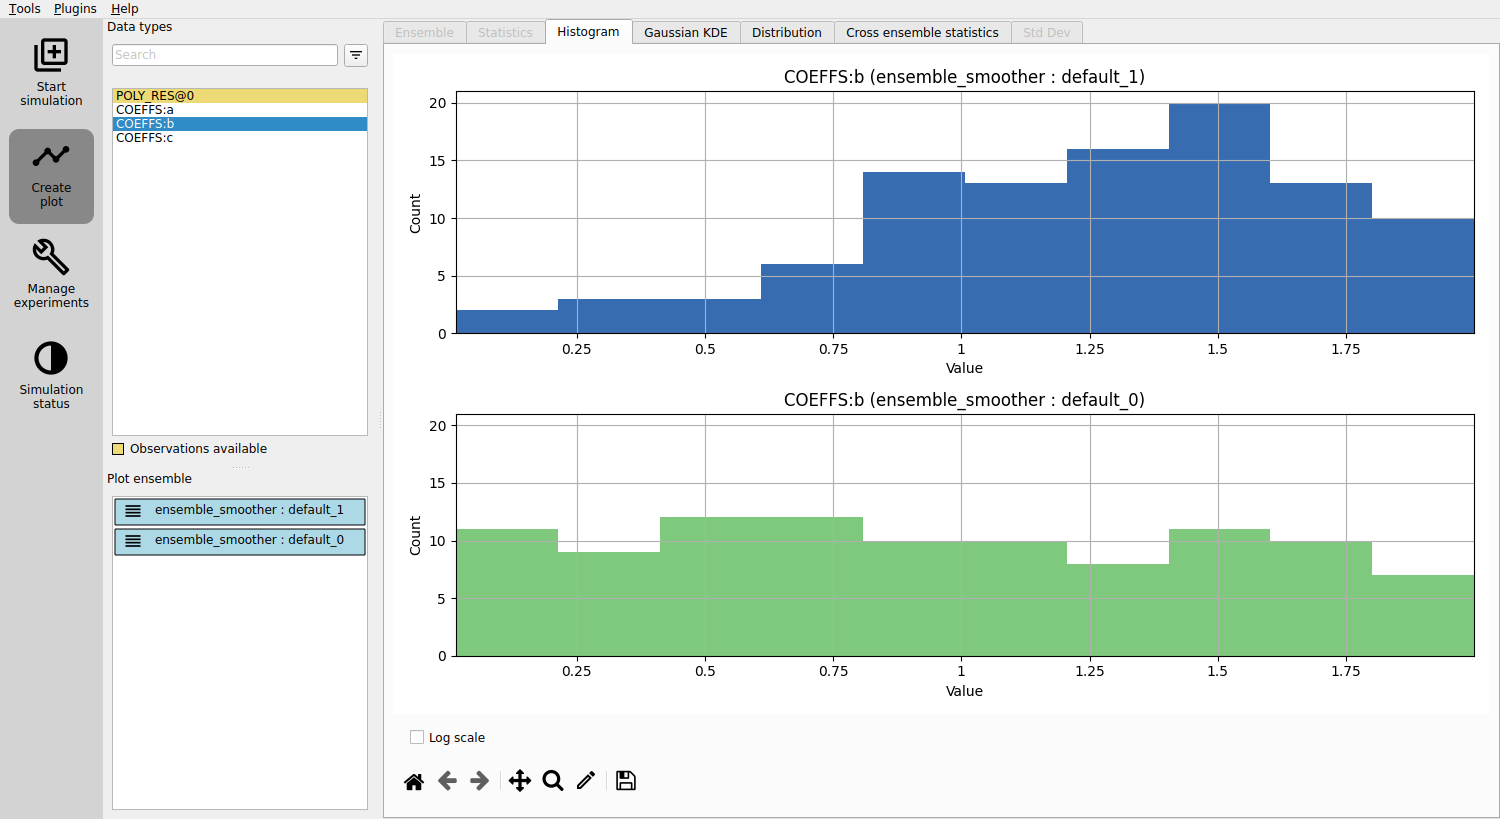 Tools Plugins Help
Start
simulation
Create
plot
Manage
experiments
Simulation
status
Data types
Search
POLY_RES@0
COEFFS:a
COEFFS:b
COEFFS:c
Observations available
Plot ensemble
ensemble_smoother : default_1
ensemble_smoother : default_0
Ensemble Statistics Histogram Gaussian KDE Distribution Cross ensemble statistics Std Dev
COEFFS:b (ensemble_smoother : default_1)
Count
20
15
10
5
0
0.25 0.5 0.75 1 1.25 1.5 1.75
Value
COEFFS:b (ensemble_smoother : default_0)
Count
20
15
10
5
0
0.25 0.5 0.75 1 1.25 1.5 1.75
Value
Log scale